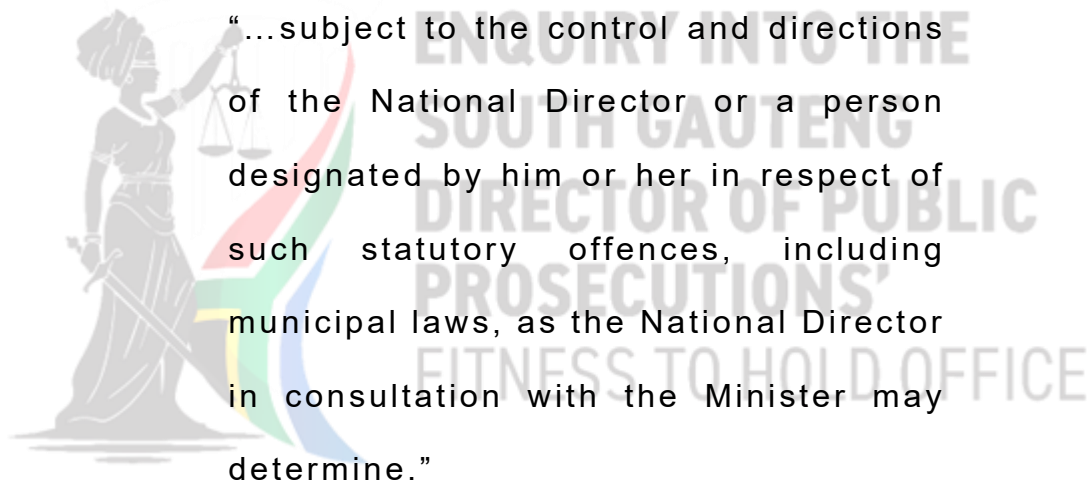 “...subject to the control and directions
of the National Director or a person
designated by him or her in respect of
such statutory offences, including
municipal laws, as the National Director
in consultation with the Minister may
determine.”
ENQUIRY INTO THE
SOUTH GAUTENG
DIRECTOR OF PUBLIC
PROSECUTIONS’
FITNESS TO HOLD OFFICE